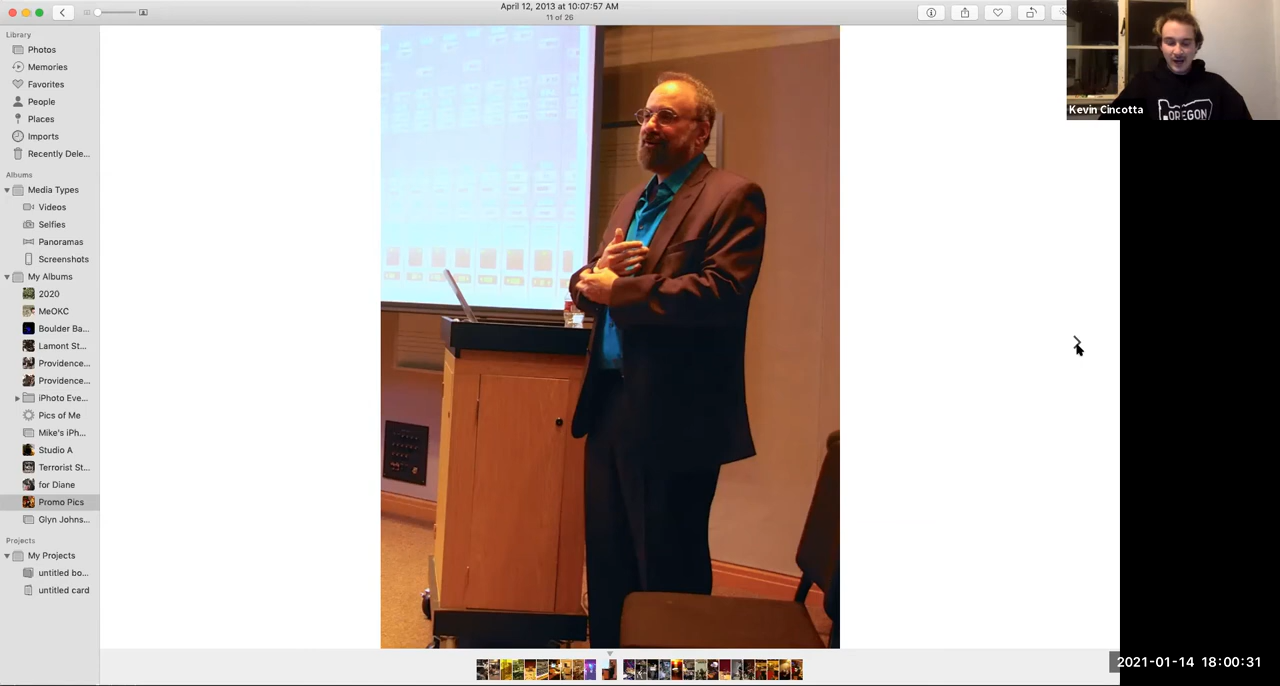 April 12, 2013 at 10:07:57 AM
11 of 26
Library
Photos
Memories
Favorites
People
Places
Imports
Recently Dele...
Albums
Media Types
Videos
Selfies
Panoramas
Screenshots
My Albums
2020
MeOKC
Boulder Ba...
Lamont St...
Providence...
Providence...
iPhoto Eve...
Pics of Me
Mike's iPh...
Studio A
Terrorist St...
for Diane
Promo Pics
Glyn Johns...
Projects
My Projects
untitled bo...
untitled card
Kevin Cincotta
OREGON
2021-01-14 18:00:31